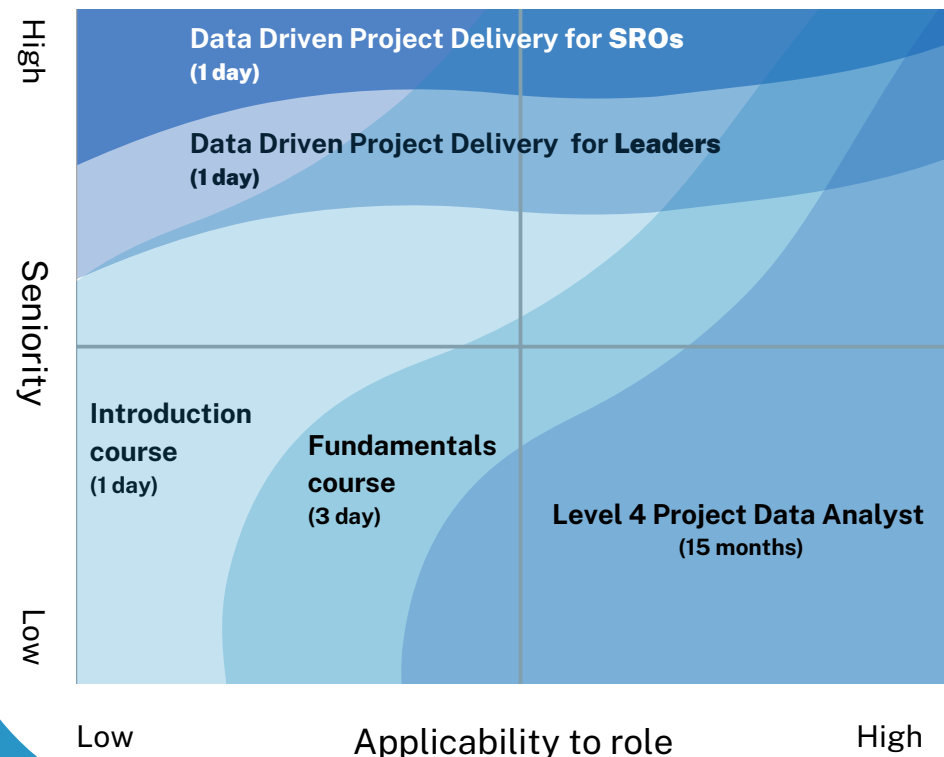 High
Data Driven Project Delivery for SROs
(1 day)
Data Driven Project Delivery for Leaders
(1 day)
Seniority
Introduction
course
(1 day)
Fundamentals
course
(3 day)
Level 4 Project Data Analyst
(15 months)
Low
Low
Applicability to role
High